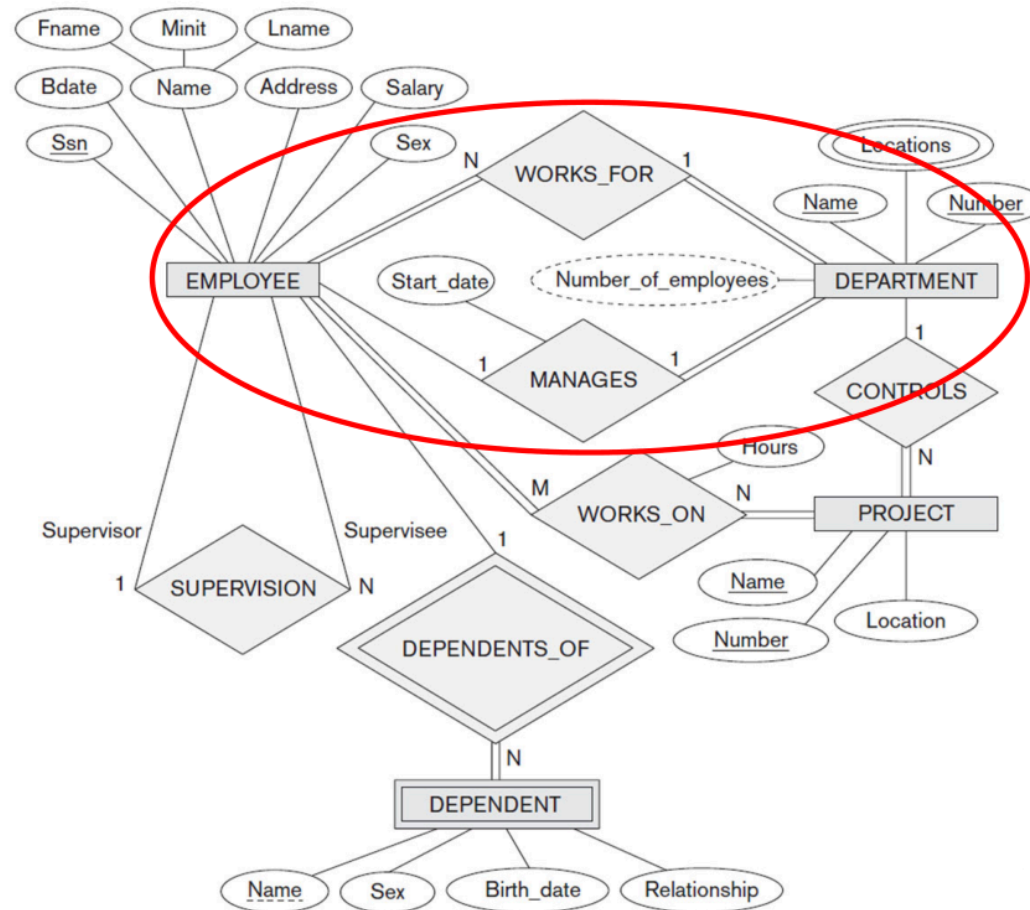 Fname Minit Lname
Bdate Name Address Salary
Ssn Sex
N WORKS_FOR 1
Locations
Name Number
EMPLOYEE Start_date Number_of_employees DEPARTMENT
1 MANAGES 1
1
CONTROLS
N
Hours
M WORKS_ON N PROJECT
Supervisor Supervisee
1 SUPERVISION N
1
Name
Number Location
DEPENDENTS_OF
N
DEPENDENT
Name Sex Birth_date Relationship